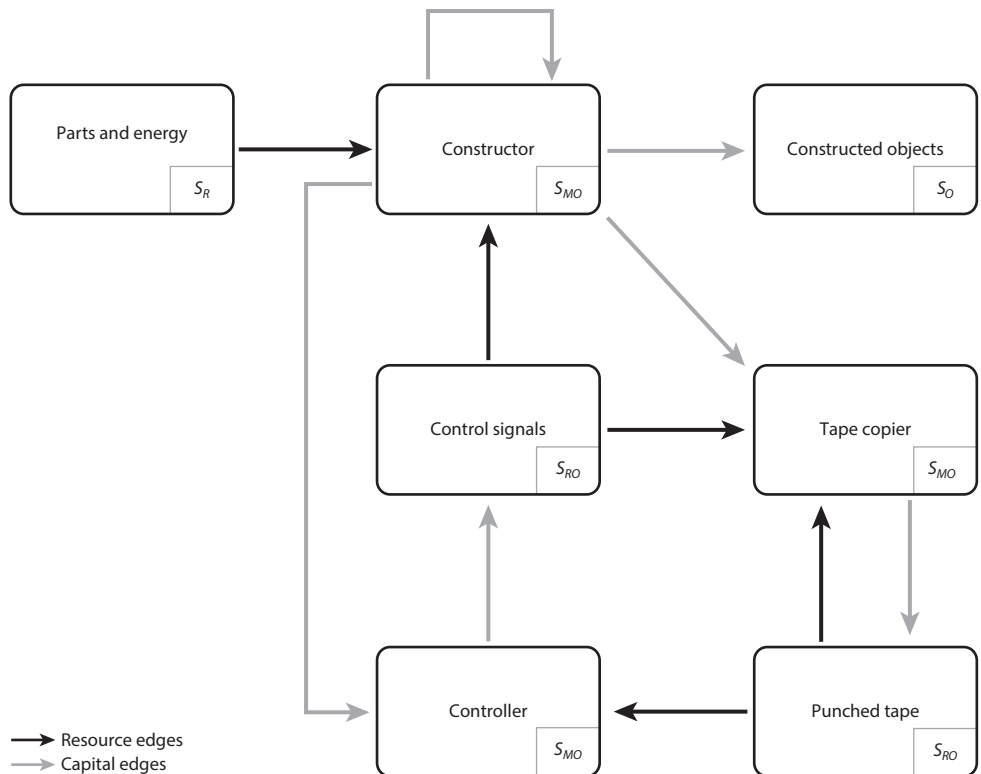 Parts and energy
S_R
Constructor
S_MO
Constructed objects
S_O
Control signals
S_RO
Tape copier
S_MO
Controller
S_MO
Punched tape
S_RO
Resource edges
Capital edges